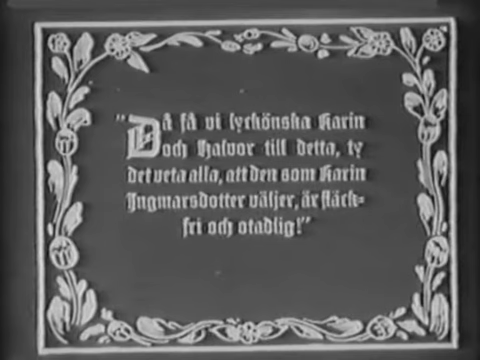 "Då få vi lyckönska Karin
och Halvor till detta, ty
det veta alla, att den som Karin
Ingmarsdotter väljer, är fläck=
fri och otadlig!"